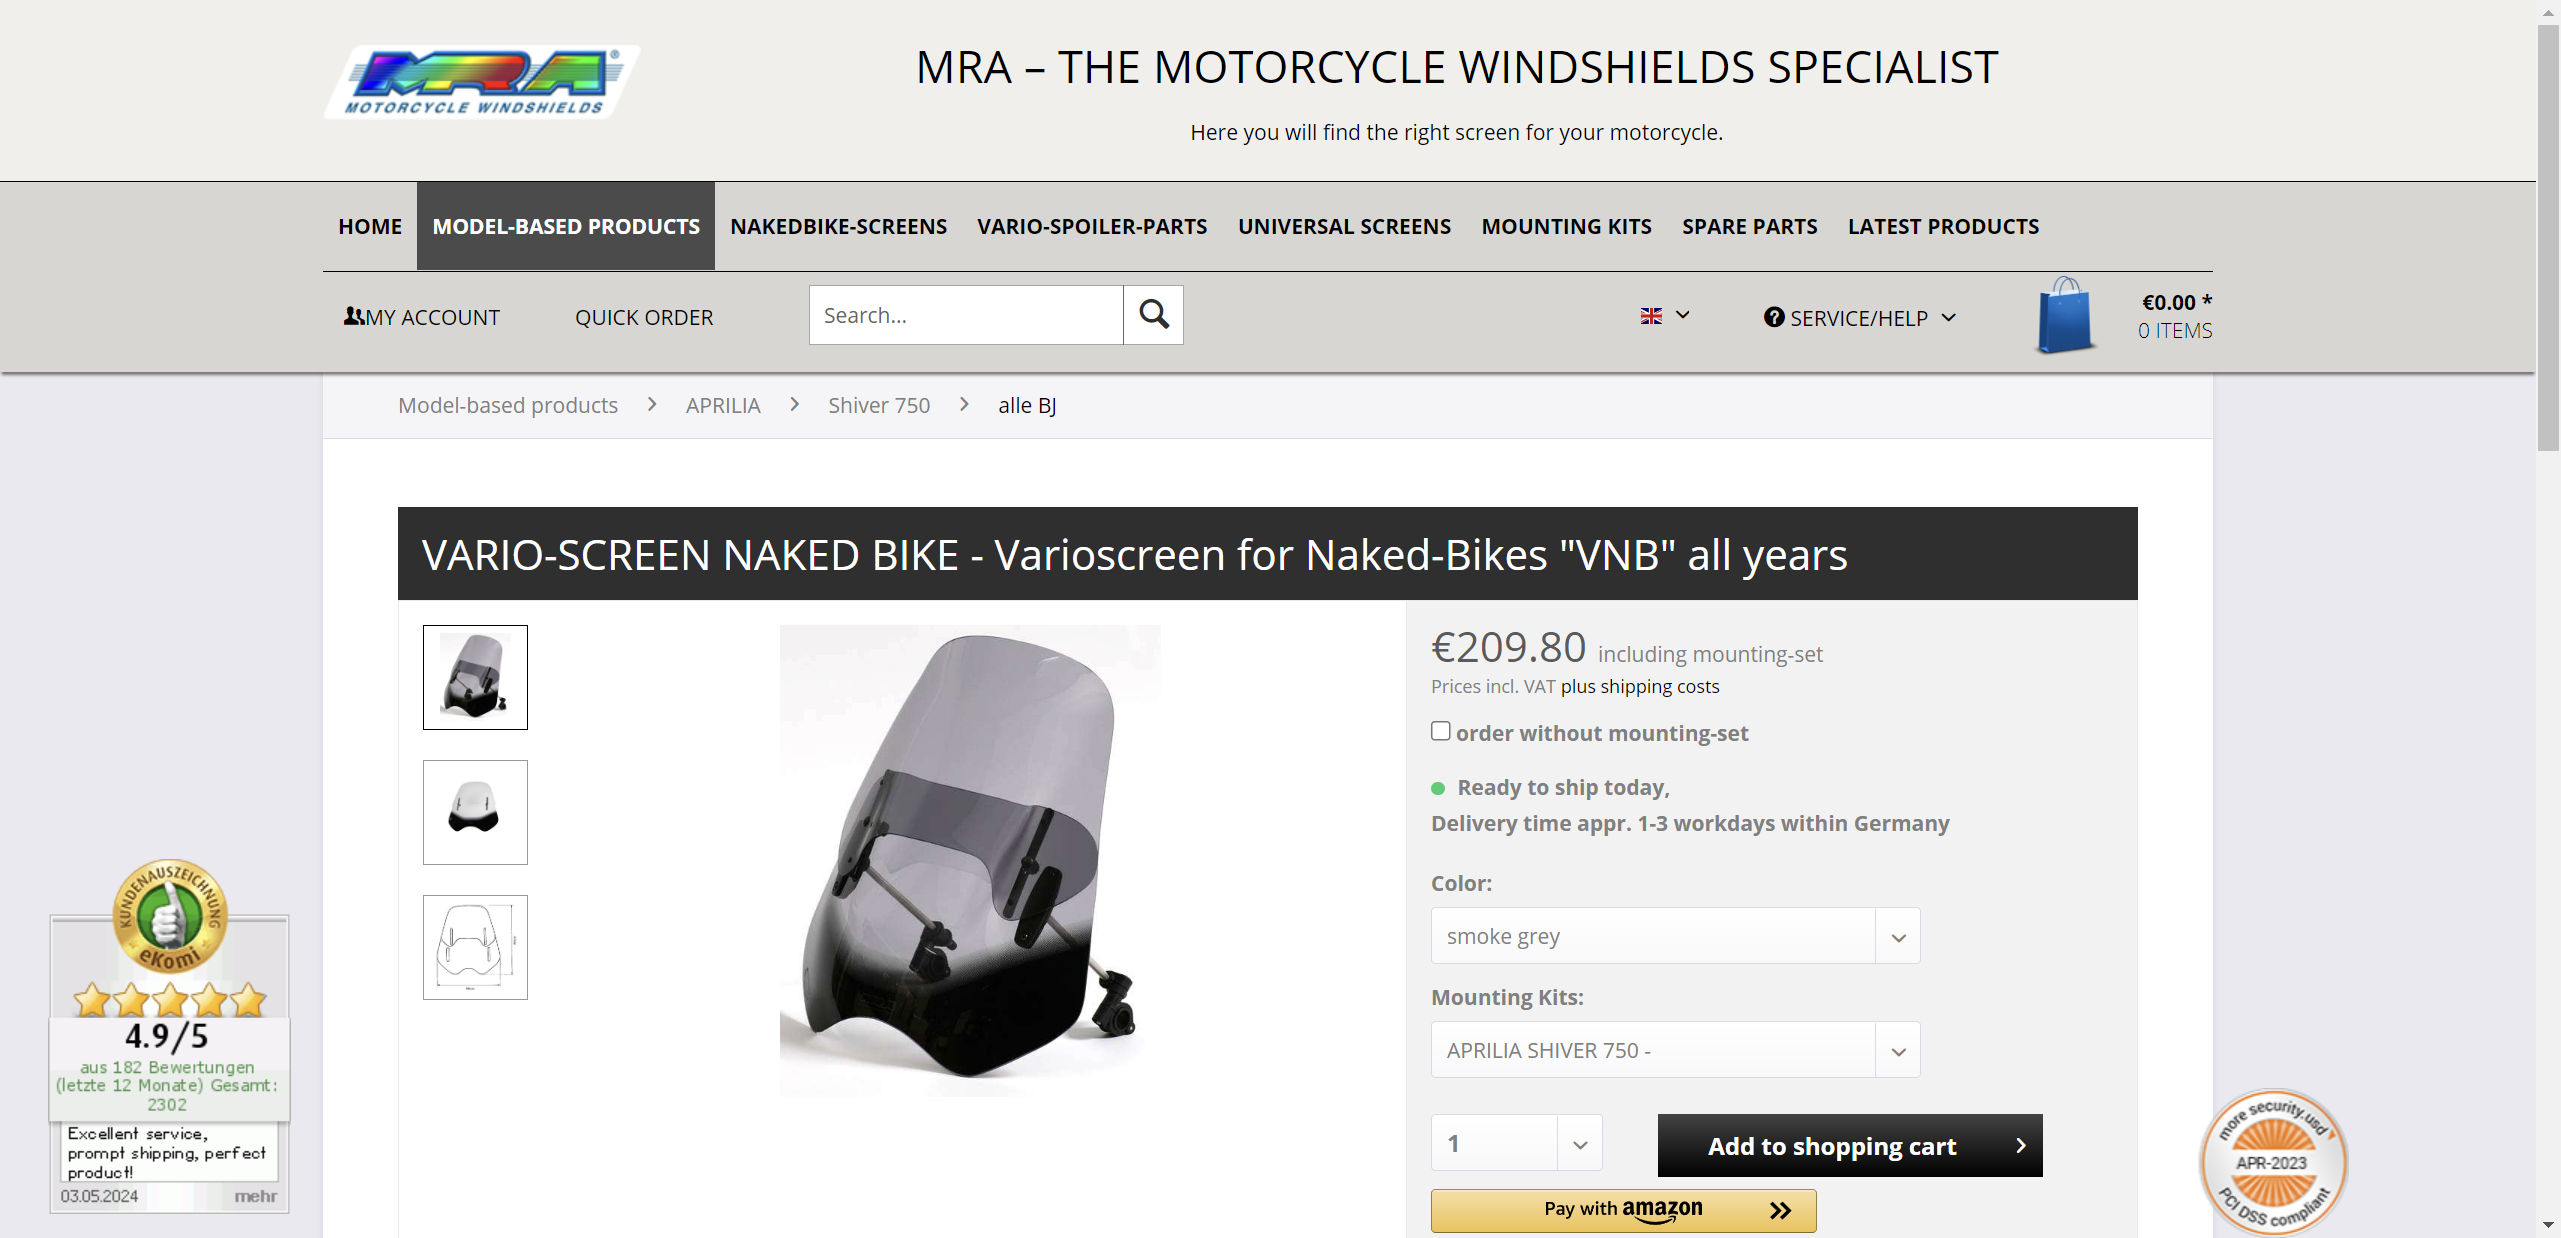 MRA®
MOTORCYCLE WINDSHIELDS
MRA – THE MOTORCYCLE WINDSHIELDS SPECIALIST
Here you will find the right screen for your motorcycle.
HOME MODEL-BASED PRODUCTS NAKEDBIKE-SCREENS VARIO-SPOILER-PARTS UNIVERSAL SCREENS MOUNTING KITS SPARE PARTS LATEST PRODUCTS
MY ACCOUNT QUICK ORDER Search... SERVICE/HELP €0.00 *
0 ITEMS
Model-based products APRILIA Shiver 750 alle BJ
VARIO-SCREEN NAKED BIKE - Varioscreen for Naked-Bikes "VNB" all years
€209.80 including mounting-set
Prices incl. VAT plus shipping costs
order without mounting-set
Ready to ship today,
Delivery time appr. 1-3 workdays within Germany
Color:
smoke grey
Mounting Kits:
APRILIA SHIVER 750 -
1 Add to shopping cart
Pay with amazon
KUNDENAUSZEICHNUNG
eKomi
4.9/5
aus 182 Bewertungen
(letzte 12 Monate) Gesamt:
2302
Excellent service,
prompt shipping, perfect
product!
03.05.2024 mehr
more security.usd
APR-2023
PCI DSS compliant